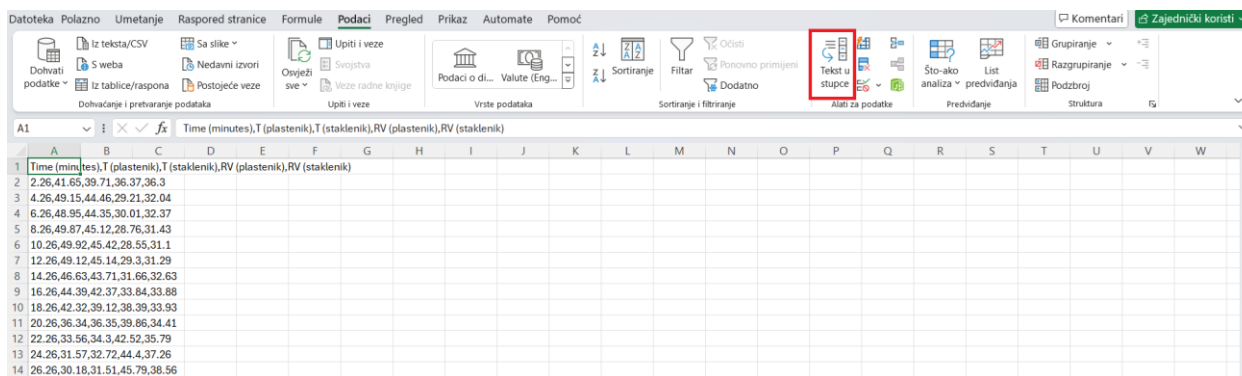 Datoteka Polazno Umetanje Raspored stranice Formule Podaci Pregled Prikaz Automate Pomoć Komentari Zajednički koristi
Iz teksta/CSV Sa slike Upiti i veze Očisti Grupiranje
S weba Nedavni izvori Svojstva Ponovno primijeni Razgrupiranje
Iz tablice/raspona Postojeće veze Veze radne knjige Dodatno Podzbroj
Dohvati podatke Osvježi sve Podaci o di... Valute (Eng... Sortiranje Filtar Tekst u stupce Što-ako analiza List predviđanja
Dohvaćanje i pretvaranje podataka Upiti i veze Vrste podataka Sortiranje i filtriranje Alati za podatke Predviđanje Struktura
A1 fx Time (minutes),T (plastenik),T (staklenik),RV (plastenik),RV (staklenik)
A B C D E F G H I J K L M N O P Q R S T U V W
1 Time (minutes),T (plastenik),T (staklenik),RV (plastenik),RV (staklenik)
2 2.26,41.65,39.71,36.37,36.3
3 4.26,49.15,44.46,29.21,32.04
4 6.26,48.95,44.35,30.01,32.37
5 8.26,49.87,45.12,28.76,31.43
6 10.26,49.92,45.42,28.55,31.1
7 12.26,49.12,45.14,29.3,31.29
8 14.26,46.63,43.71,31.66,32.63
9 16.26,44.39,42.37,33.84,33.88
10 18.26,42.32,39.12,38.39,33.93
11 20.26,36.34,36.35,39.86,34.41
12 22.26,33.56,34.3,42.52,35.79
13 24.26,31.57,32.72,44.4,37.26
14 26.26,30.18,31.51,45.79,38.56